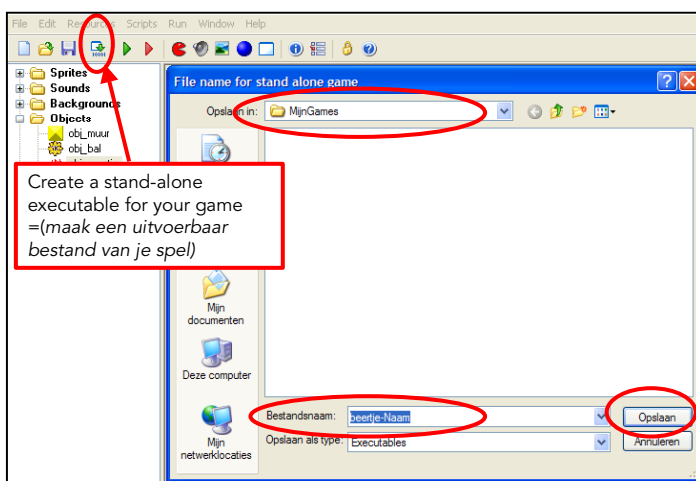 File Edit Resources Scripts Run Window Help
Sprites
Sounds
Backgrounds
Objects
obj_muur
obj_bal
Create a stand-alone
executable for your game
=(maak een uitvoerbaar
bestand van je spel)
File name for stand alone game
Opslaan in: MijnGames
Mijn
documenten
Deze computer
Mijn
netwerklocaties
Bestandsnaam: beertje-Naam Opslaan
Opslaan als type: Executables Annuleren